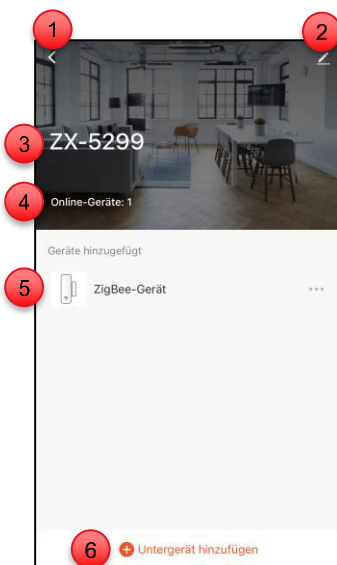 1
2
3
ZX-5299
4
Online-Geräte: 1
Geräte hinzugefügt
5
ZigBee-Gerät
6
Untergerät hinzufügen